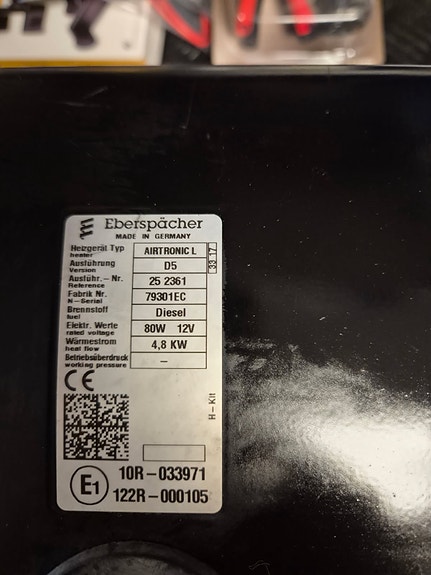 Eberspächer
MADE IN GERMANY
Heizgerät Typ AIRTRONIC L
heater
Ausführung D5
Version
Ausführ. - Nr. 25 2361
Reference
Fabrik Nr. 79301EC
N - Serial
Brennstoff Diesel
fuel
Elektr. Werte 80W 12V
rated voltage
Wärmestrom 4,8 KW
heat flow
Betriebsüberdruck –
working pressure
33.17
CE
H - Kit
E1
10R - 033971
122R - 000105